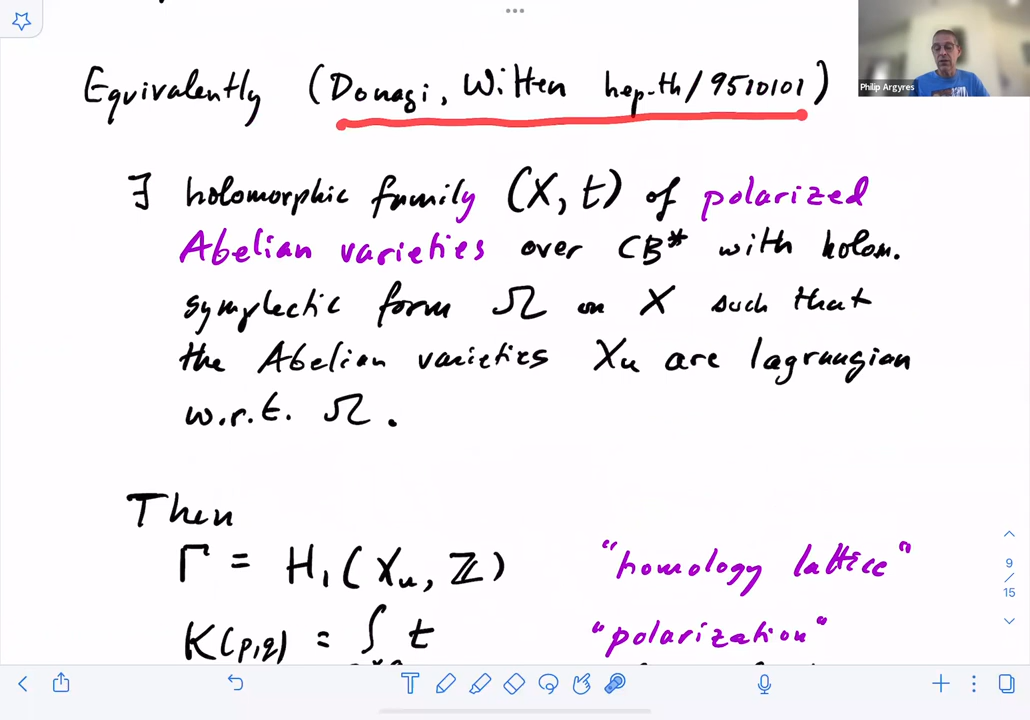 Equivalently (Donagi, Witten hep-th/9510101)
Philip Argyres
∃ holomorphic family (X, t) of polarized
Abelian varieties over CB* with holom.
symplectic form Ω on X such that
the Abelian varieties Xu are lagrangian
w.r.t. Ω.
Then
Γ = H₁(Xu, ℤ) "homology lattice"
K(p,q) = ∫ t "polarization"
9
/
15
T